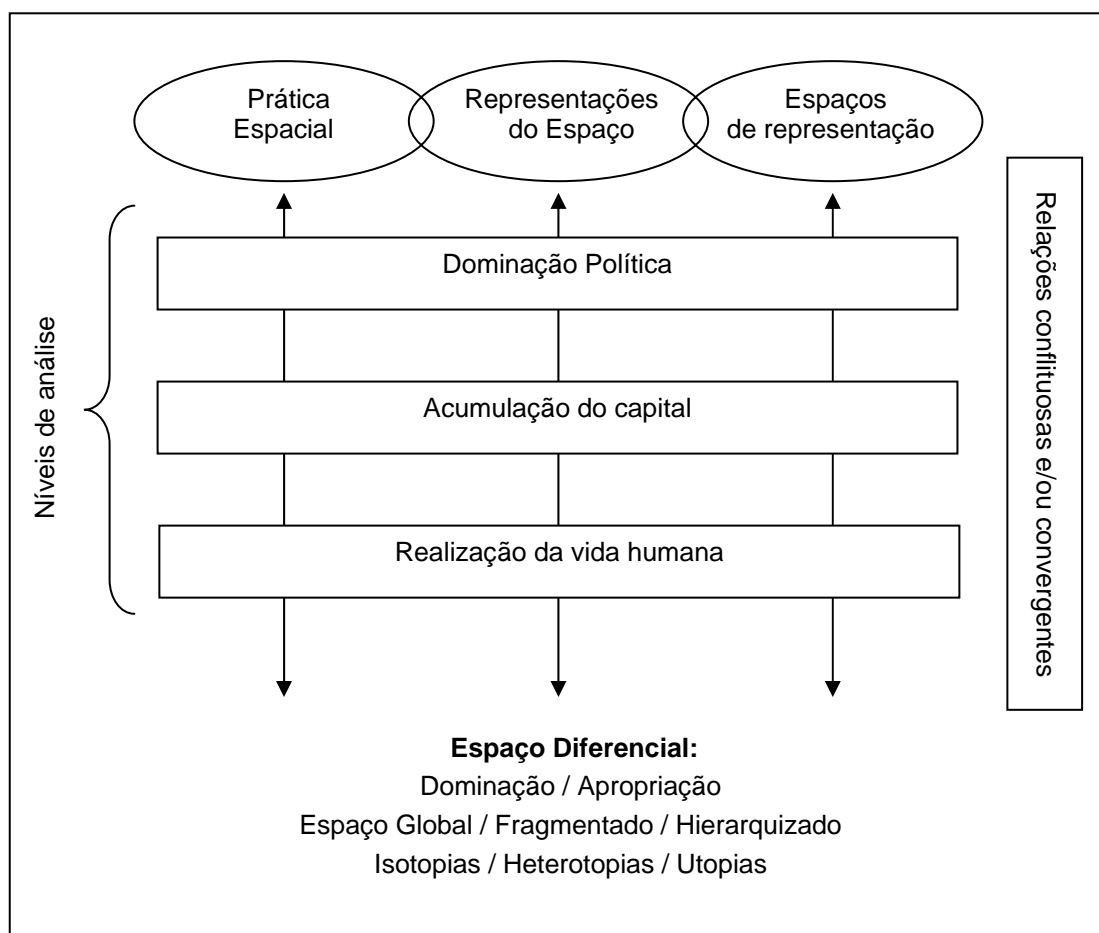 Prática
Espacial
Representações
do Espaço
Espaços
de representação
Dominação Política
Acumulação do capital
Realização da vida humana
Níveis de análise
Relações conflituosas e/ou convergentes
Espaço Diferencial:
Dominação / Apropriação
Espaço Global / Fragmentado / Hierarquizado
Isotopias / Heterotopias / Utopias